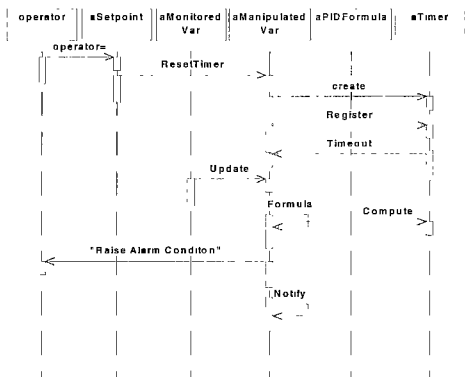 operator
aSetpoint
aMonitored
Var
aManipulated
Var
aPIDFormula
aTimer
operator=
ResetTimer
create
Register
Timeout
Update
Formula
Compute
"Raise Alarm Conditon"
Notify